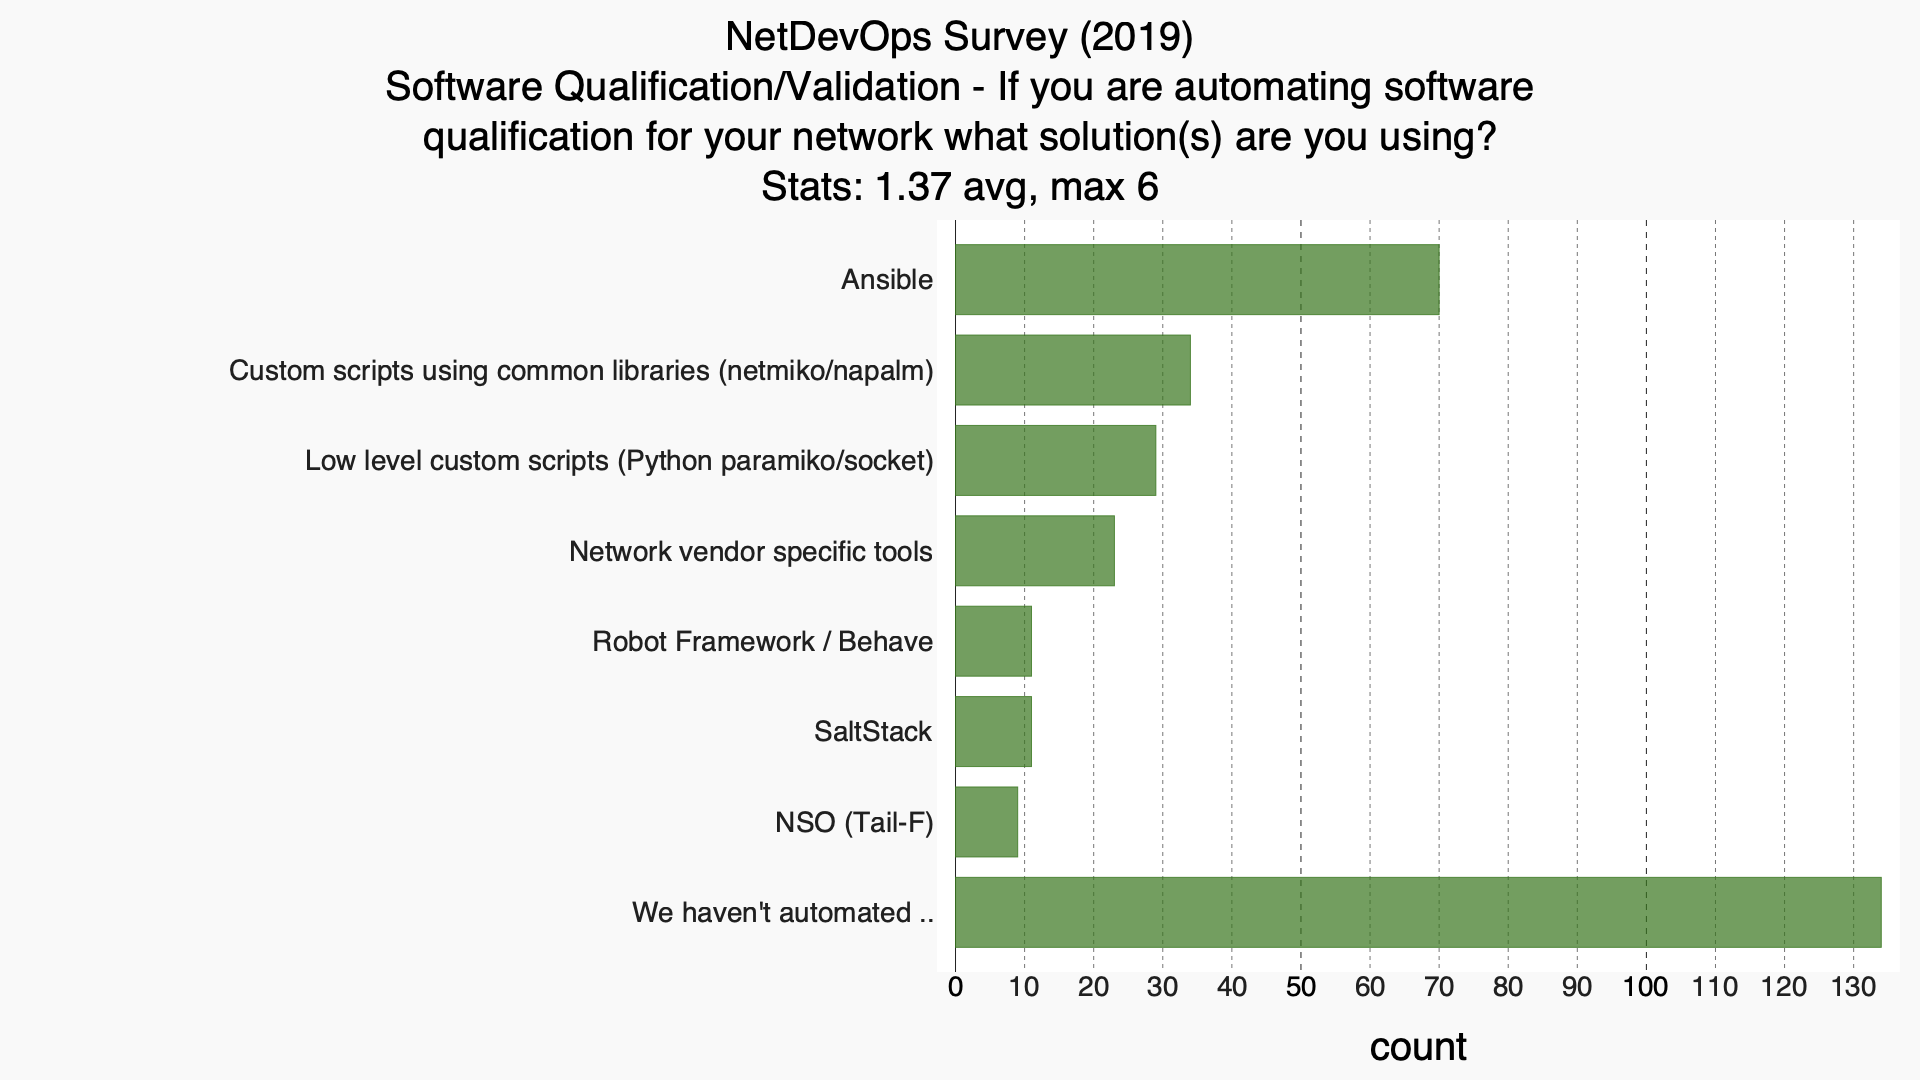 NetDevOps Survey (2019)
Software Qualification/Validation - If you are automating software
qualification for your network what solution(s) are you using?
Stats: 1.37 avg, max 6
Ansible
Custom scripts using common libraries (netmiko/napalm)
Low level custom scripts (Python paramiko/socket)
Network vendor specific tools
Robot Framework / Behave
SaltStack
NSO (Tail-F)
We haven't automated ..
0 10 20 30 40 50 60 70 80 90 100 110 120 130
count